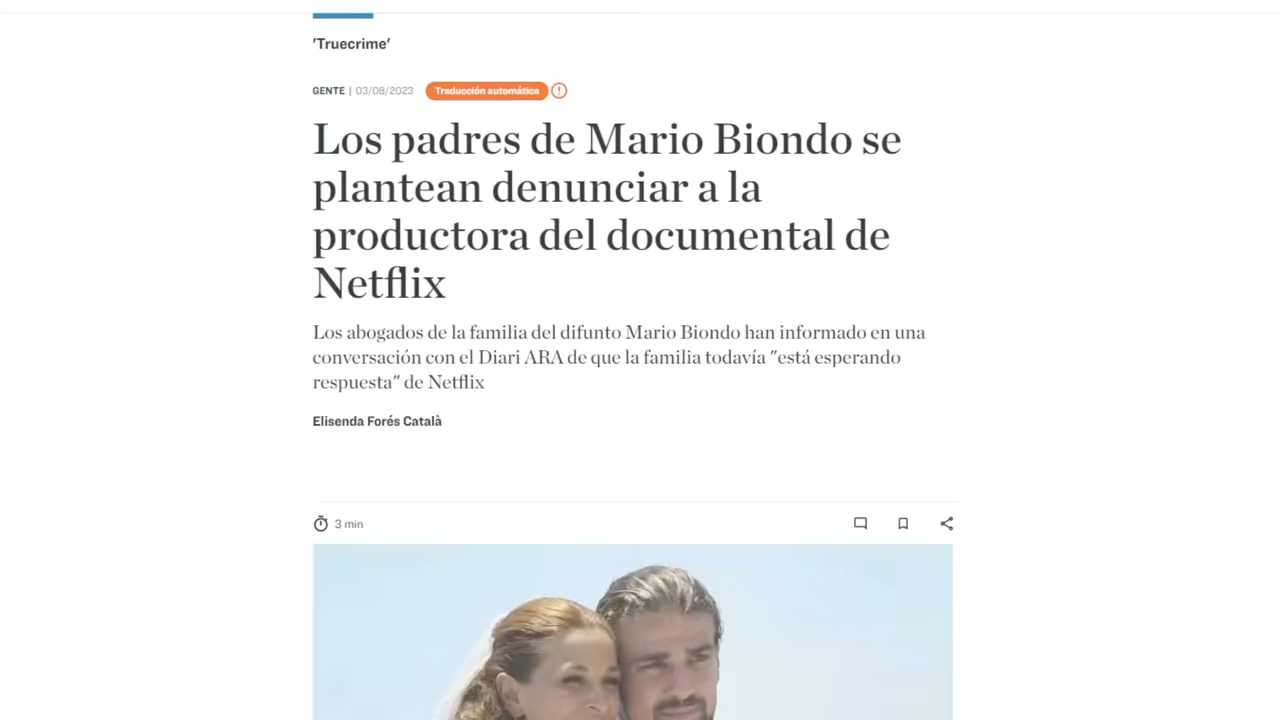 'Truecrime'
GENTE | 03/08/2023 Traducción automática
Los padres de Mario Biondo se
plantean denunciar a la
productora del documental de
Netflix
Los abogados de la familia del difunto Mario Biondo han informado en una
conversación con el Diari ARA de que la familia todavía "está esperando
respuesta" de Netflix
Elisenda Forés Català
3 min